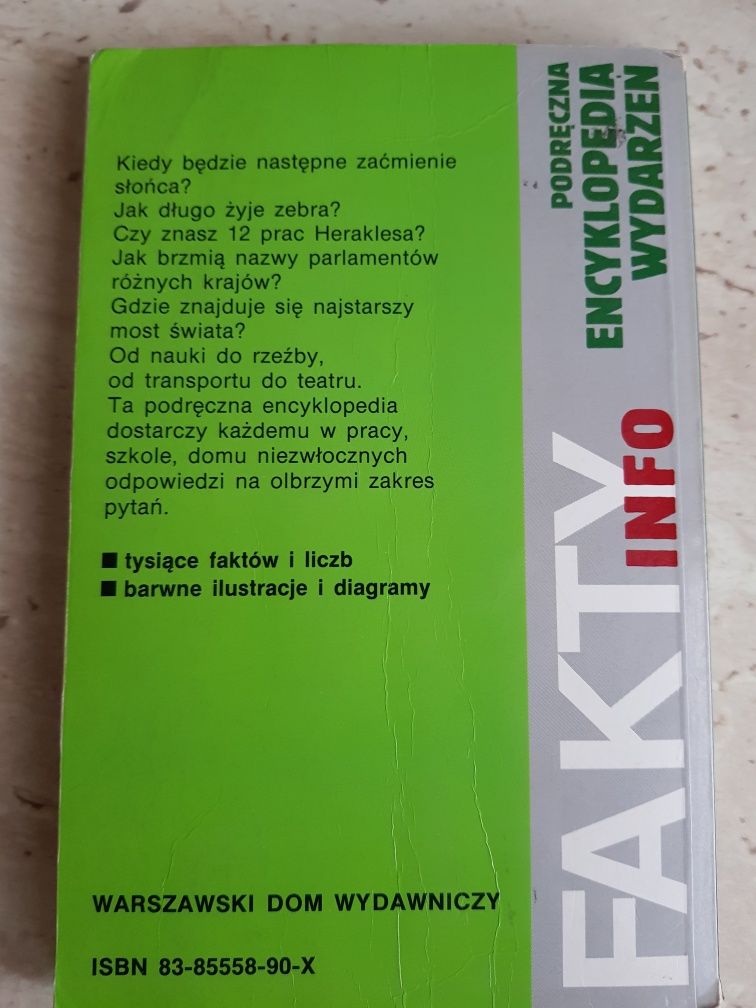 Kiedy będzie następne zaćmienie
słońca?
Jak długo żyje zebra?
Czy znasz 12 prac Heraklesa?
Jak brzmią nazwy parlamentów
różnych krajów?
Gdzie znajduje się najstarszy
most świata?
Od nauki do rzeźby,
od transportu do teatru.
Ta podręczna encyklopedia
dostarczy każdemu w pracy,
szkole, domu niezwłocznych
odpowiedzi na olbrzymi zakres
pytań.
■ tysiące faktów i liczb
■ barwne ilustracje i diagramy
WARSZAWSKI DOM WYDAWNICZY
ISBN 83-85558-90-X
PODRĘCZNA
ENCYKLOPEDIA
WYDARZEŃ
FAKTY
INFO